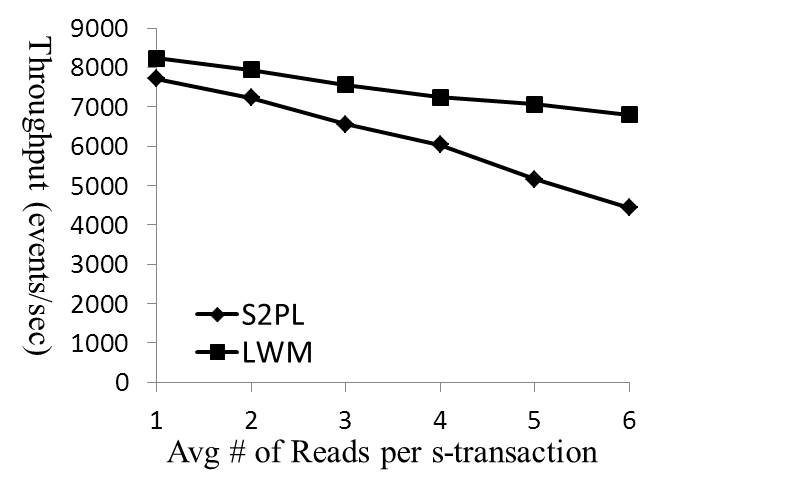 Throughput (events/sec)
9000
8000
7000
6000
5000
4000
3000
2000
1000
0
S2PL
LWM
1 2 3 4 5 6
Avg # of Reads per s-transaction